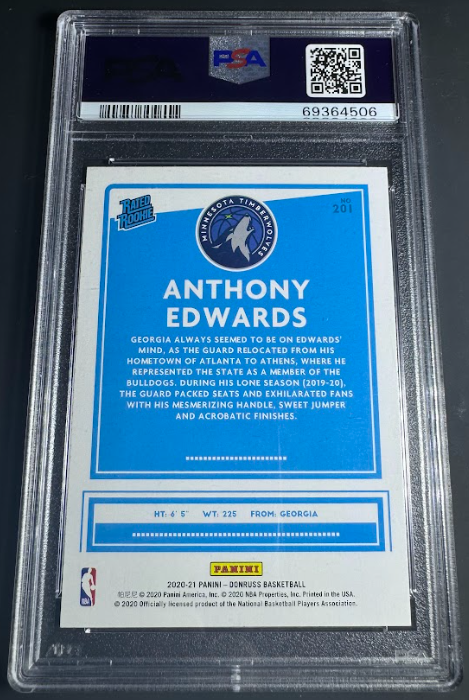 PSA
69364506
RATED
ROOKIE
MINNESOTA TIMBERWOLVES
NO.
201
ANTHONY
EDWARDS
GEORGIA ALWAYS SEEMED TO BE ON EDWARDS'
MIND, AS THE GUARD RELOCATED FROM HIS
HOMETOWN OF ATLANTA TO ATHENS, WHERE HE
REPRESENTED THE STATE AS A MEMBER OF THE
BULLDOGS. DURING HIS LONE SEASON (2019-20),
THE GUARD PACKED SEATS AND EXHILARATED FANS
WITH HIS MESMERIZING HANDLE, SWEET JUMPER
AND ACROBATIC FINISHES.
HT: 6' 5" WT: 225 FROM: GEORGIA
PANINI
2020-21 PANINI – DONRUSS BASKETBALL
帕尼尼 © 2020 Panini America, Inc. © 2020 NBA Properties, Inc. Printed in the USA.
© 2020 Officially licensed product of the National Basketball Players Association.